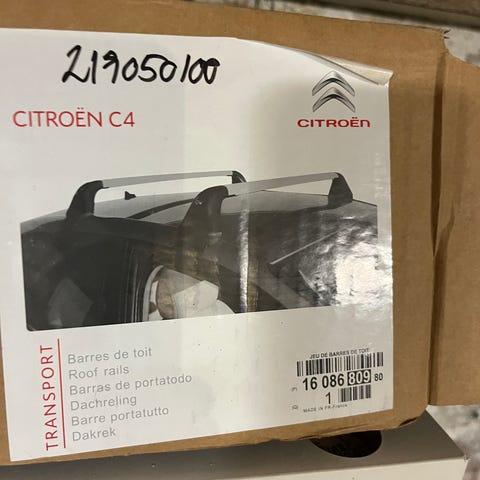 219050100
CITROËN C4
CITROËN
TRANSPORT
Barres de toit
Roof rails
Barras de portatodo
Dachreling
Barre portatutto
Dakrek
JEU DE BARRES DE TOIT
(P) 16 086 809 80
(Q) 1
MADE IN FR-France